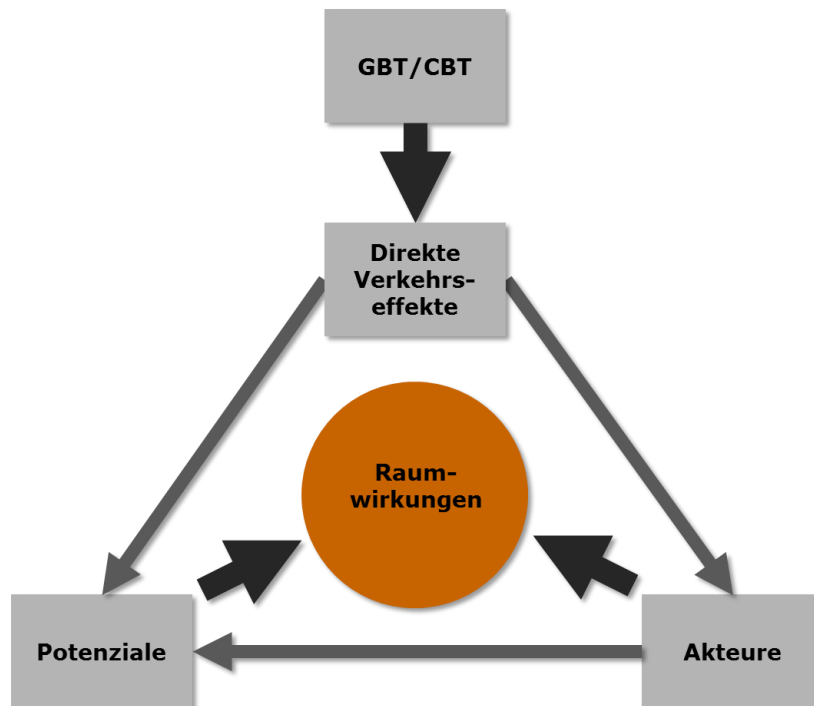 GBT/CBT
Direkte
Verkehrs-
effekte
Raum-
wirkungen
Potenziale
Akteure